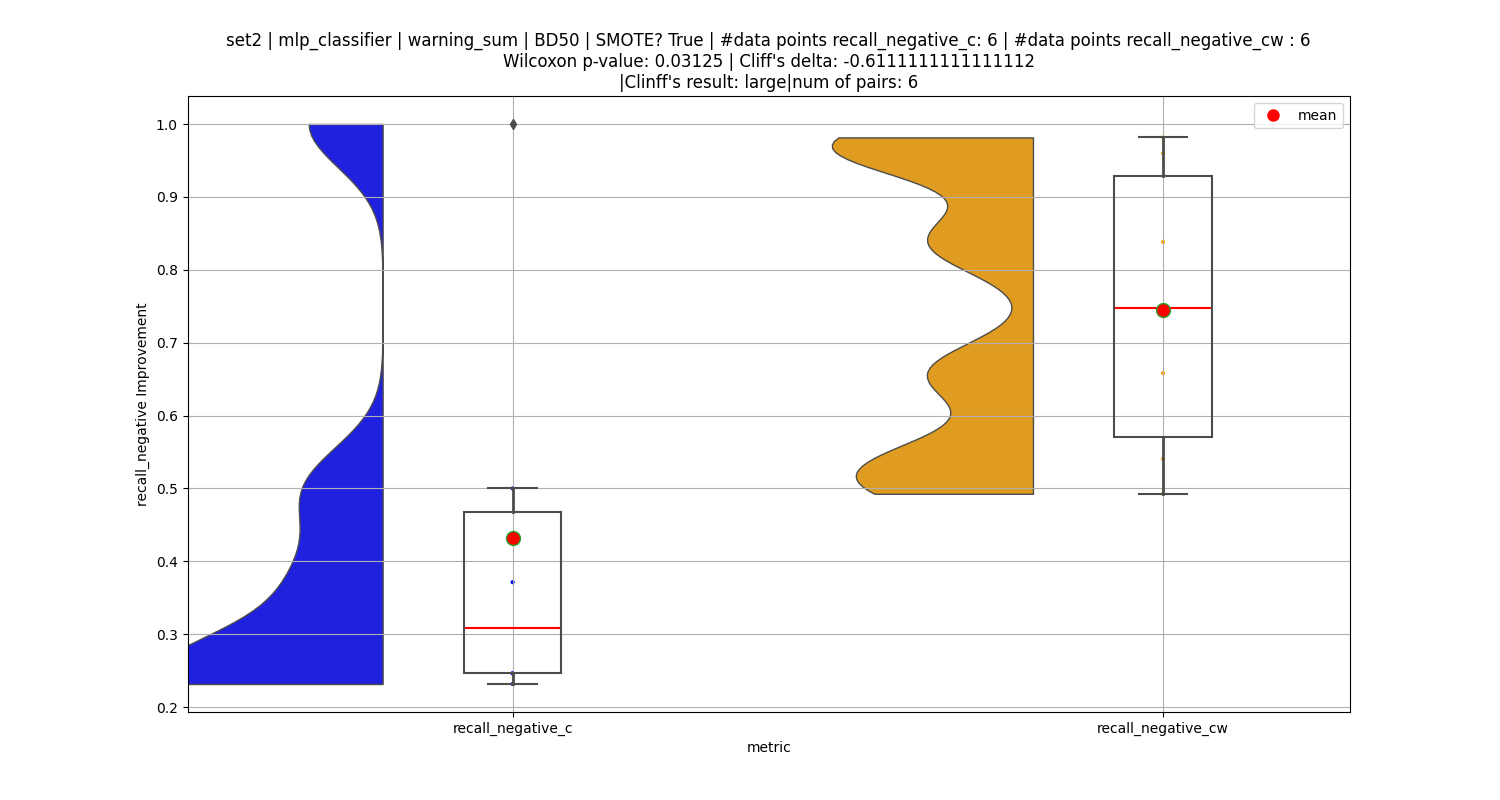 set2 | mlp_classifier | warning_sum | BD50 | SMOTE? True | #data points recall_negative_c: 6 | #data points recall_negative_cw : 6
Wilcoxon p-value: 0.03125 | Cliff's delta: -0.6111111111111112
|Clinff's result: large|num of pairs: 6
mean
1.0
0.9
0.8
0.7
0.6
0.5
0.4
0.3
0.2
recall_negative Improvement
recall_negative_c
recall_negative_cw
metric